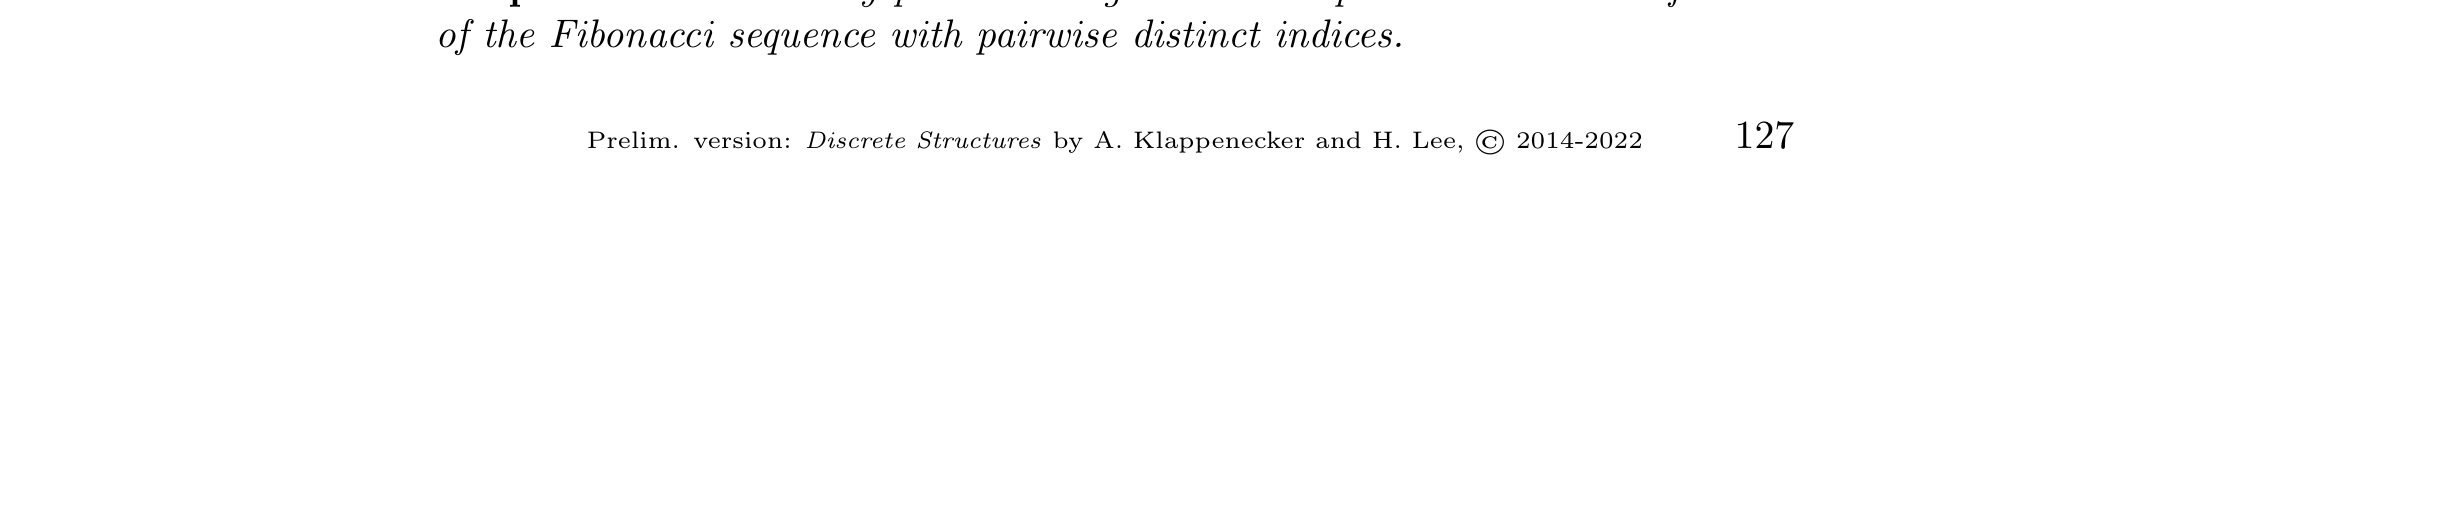 of the Fibonacci sequence with pairwise distinct indices.
Prelim. version: Discrete Structures by A. Klappenecker and H. Lee, © 2014-2022 127